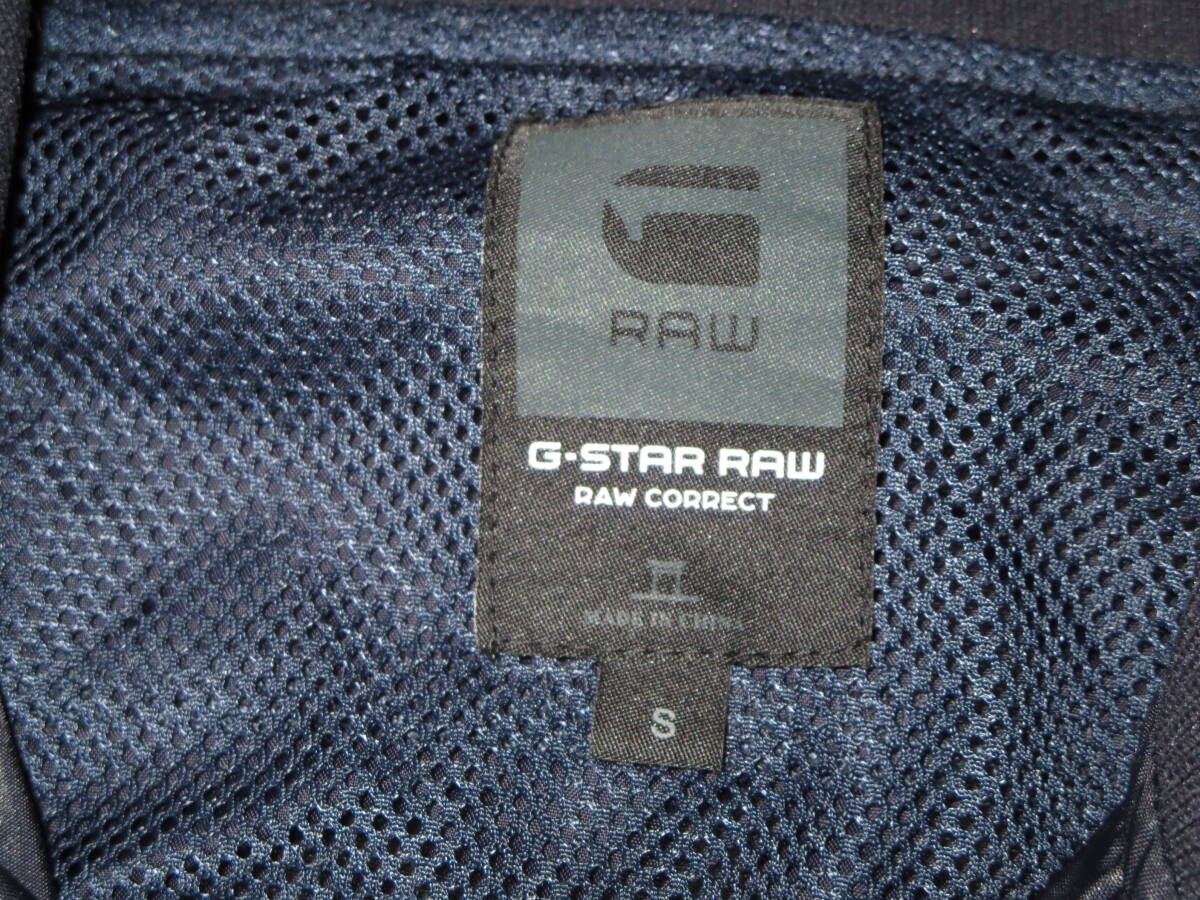 RAW
G-STAR RAW
RAW CORRECT
MADE IN CHINA
S